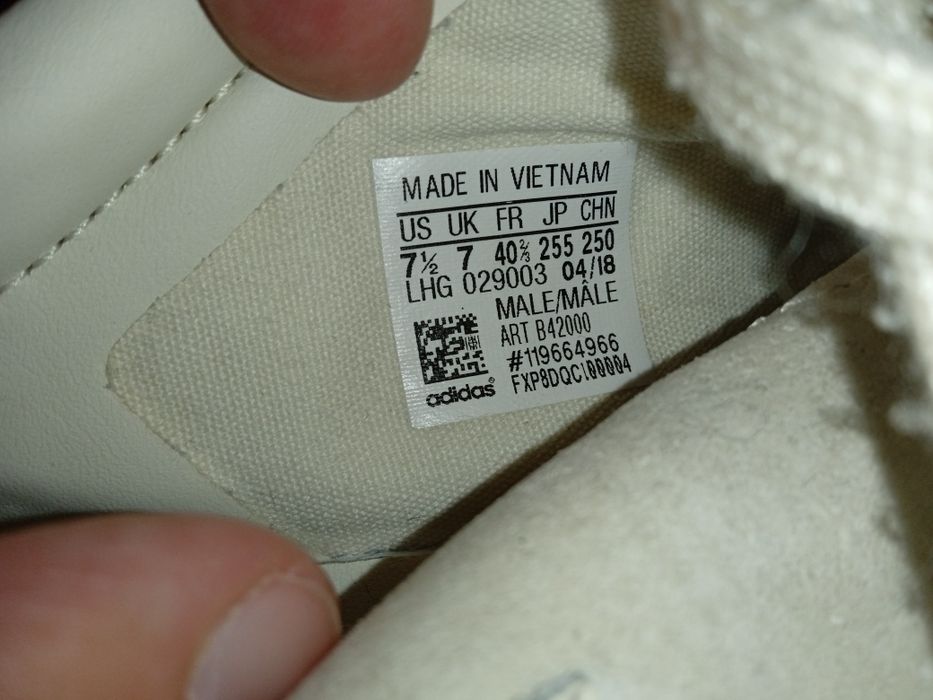 MADE IN VIETNAM
US UK FR JP CHN
7½ 7 40⅔ 255 250
LHG 029003 04/18
MALE/MÂLE
ART B42000
#119664966
FXP8DQC100004
adidas®